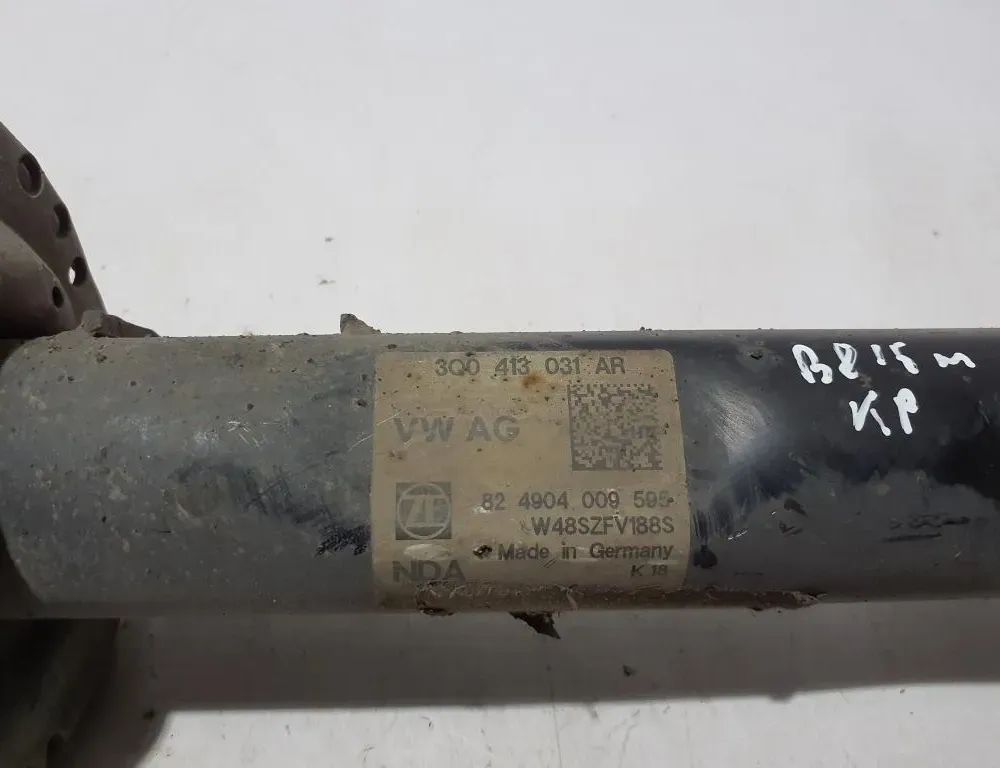 3Q0 413 031 AR
VW AG
ZF
82 4904 009 595
W48SZFV188S
Made in Germany
NDA
K 18
B8 15 m
KP